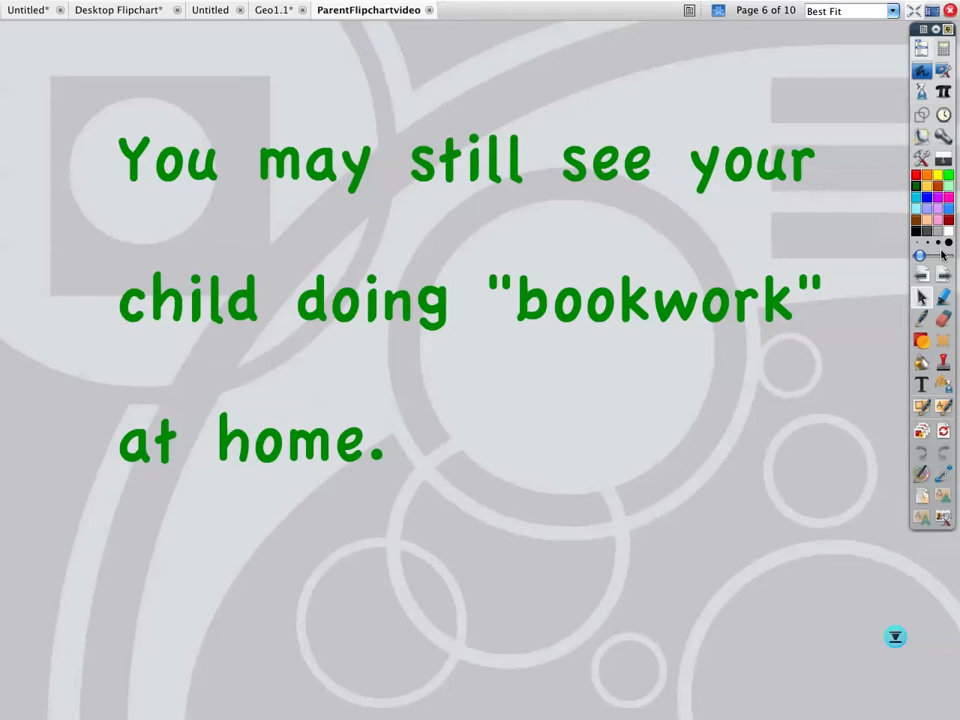 Untitled* Desktop Flipchart* Untitled Geo1.1* ParentFlipchartvideo Page 6 of 10 Best Fit
You may still see your
child doing "bookwork"
at home.